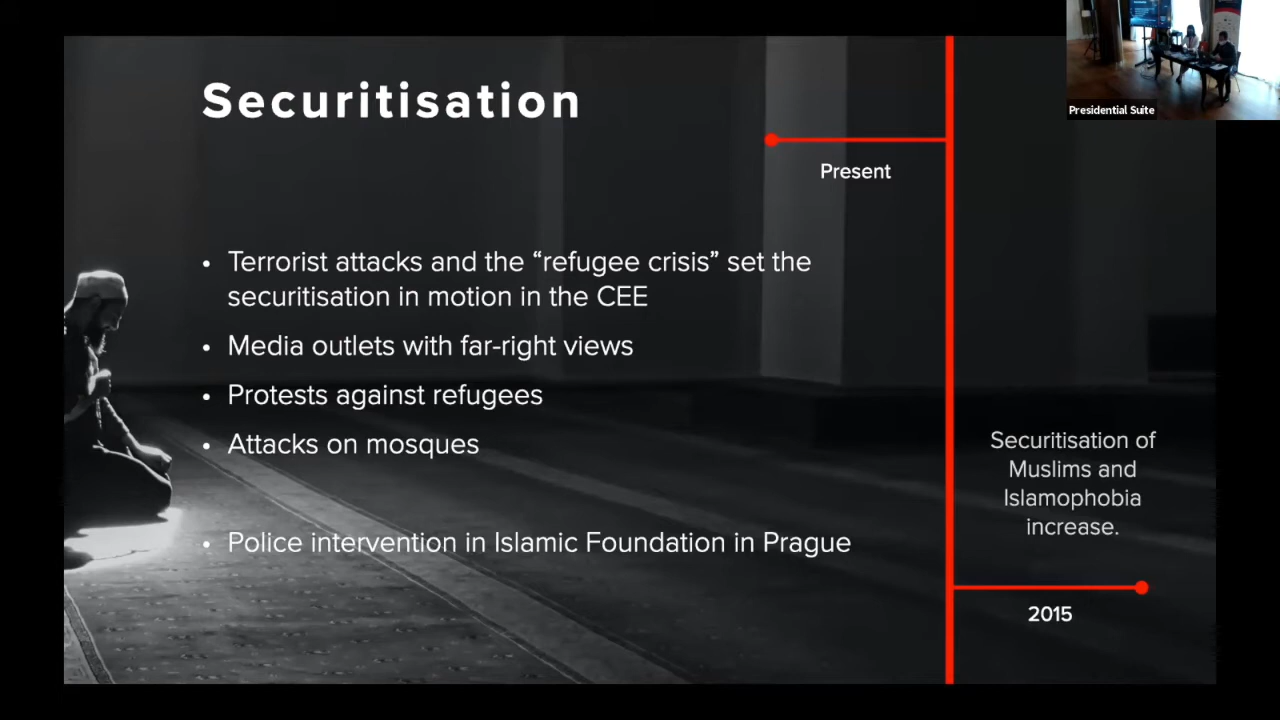 Securitisation
Presidential Suite
Present
• Terrorist attacks and the “refugee crisis” set the
securitisation in motion in the CEE
• Media outlets with far-right views
• Protests against refugees
• Attacks on mosques
• Police intervention in Islamic Foundation in Prague
Securitisation of
Muslims and
Islamophobia
increase.
2015